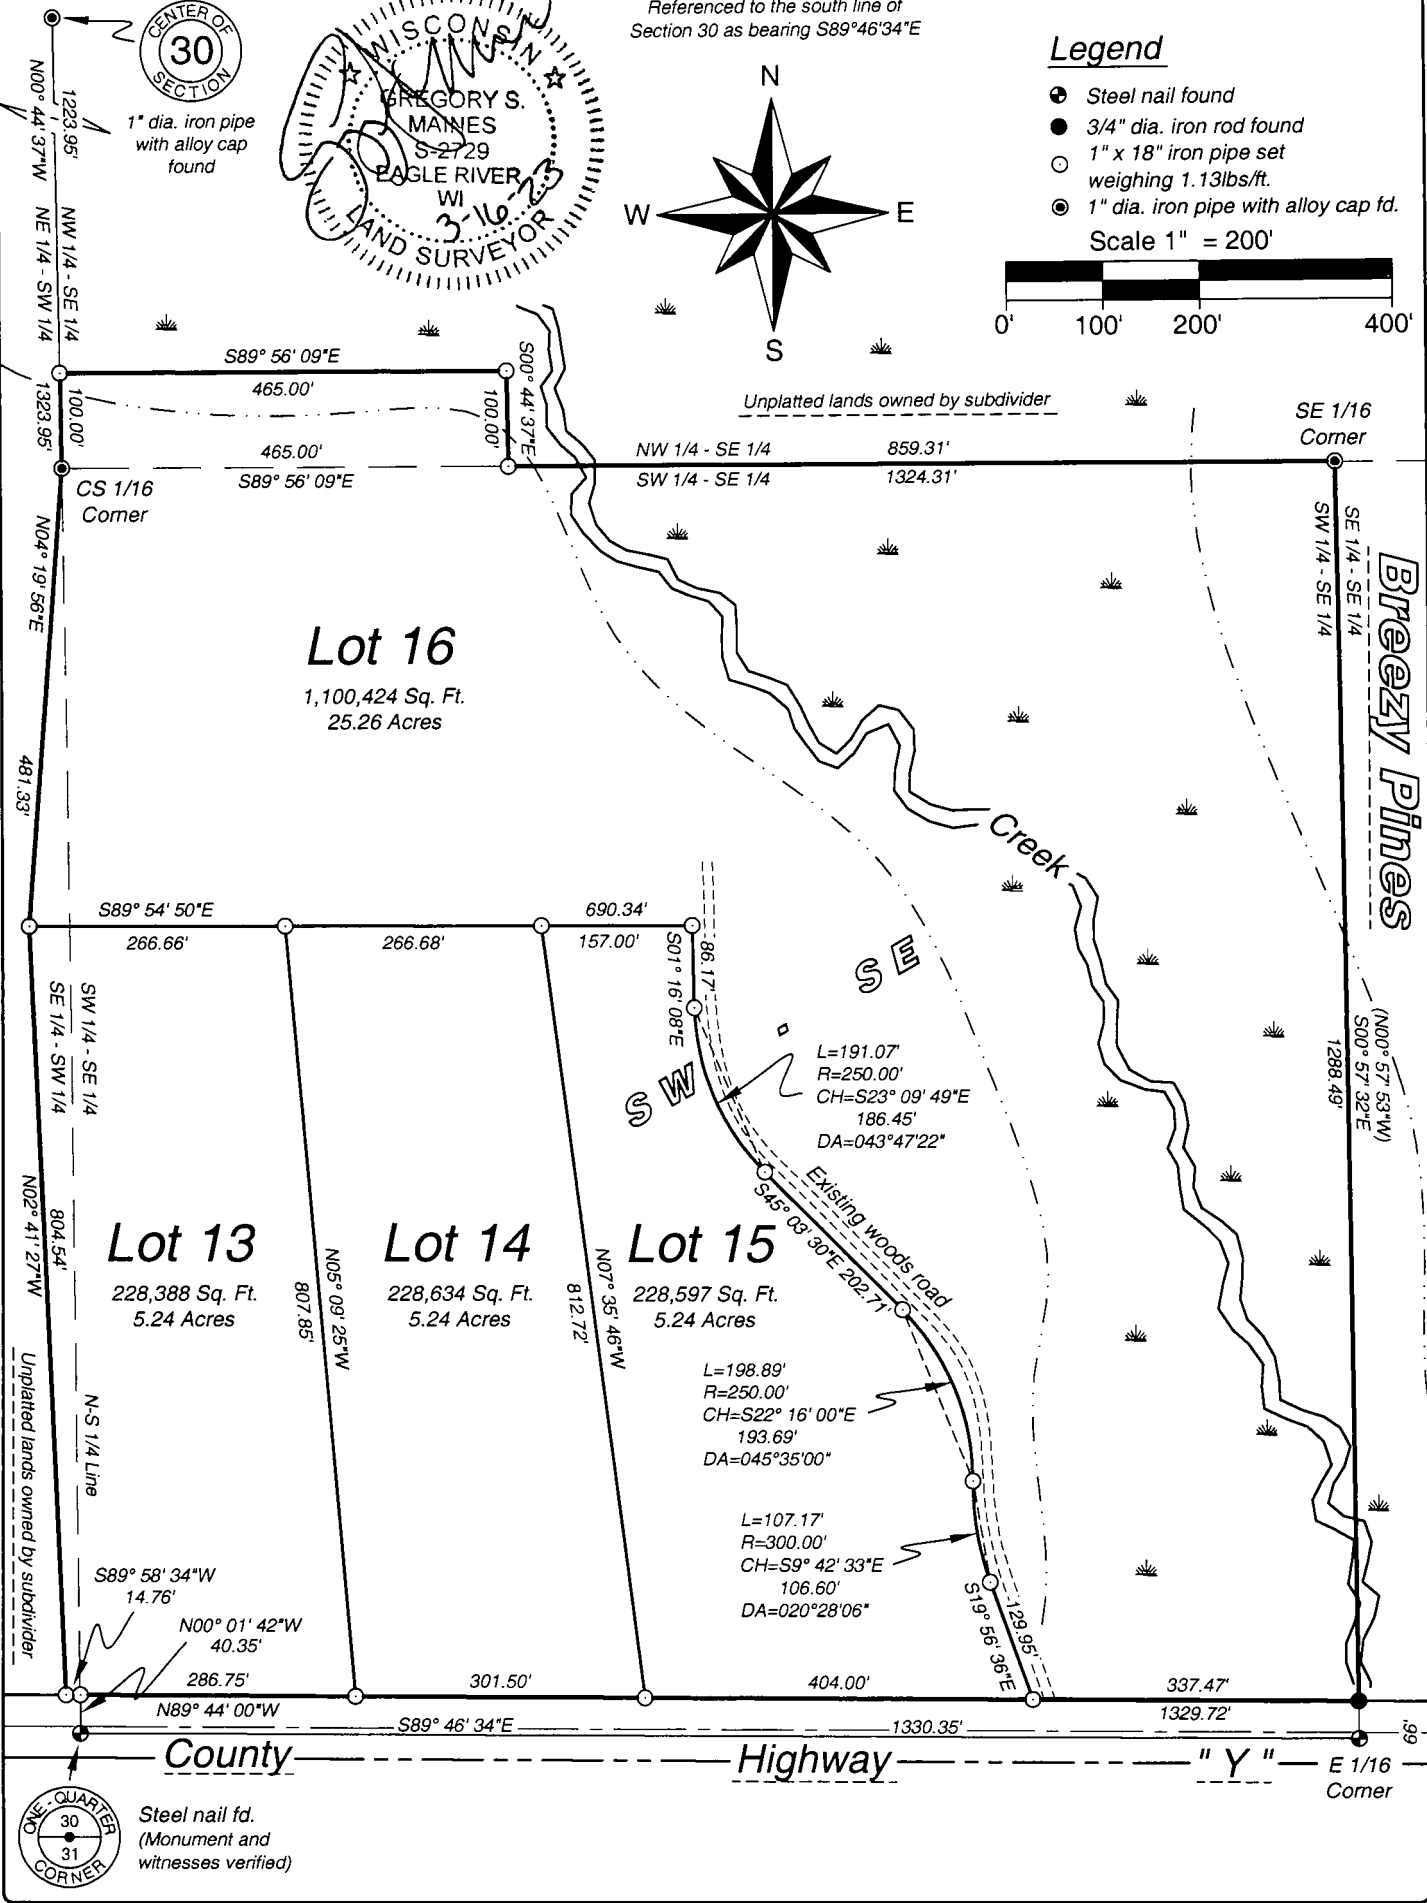 Referenced to the south line of
Section 30 as bearing S89°46'34"E
CENTER OF
30
SECTION
1" dia. iron pipe
with alloy cap
found
WISCONSIN
GREGORY S.
MAINES
S-2729
EAGLE RIVER
WI
3-16-23
LAND SURVEYOR
N
W
E
S
Legend
Steel nail found
3/4" dia. iron rod found
1" x 18" iron pipe set
weighing 1.13lbs/ft.
1" dia. iron pipe with alloy cap fd.
Scale 1" = 200'
0' 100' 200' 400'
N00° 44' 37"W
1223.95'
NE 1/4 - SW 1/4
NW 1/4 - SE 1/4
1323.95'
100.00'
S89° 56' 09"E
465.00'
S00° 44' 37"E
100.00'
465.00'
S89° 56' 09"E
Unplatted lands owned by subdivider
NW 1/4 - SE 1/4 859.31'
SW 1/4 - SE 1/4 1324.31'
SE 1/16
Corner
CS 1/16
Corner
N04° 19' 56"E
481.33'
SW 1/4 - SE 1/4
SE 1/4 - SE 1/4
Breezy Pines
Lot 16
1,100,424 Sq. Ft.
25.26 Acres
Creek
S89° 54' 50"E
690.34'
266.66'
266.68'
157.00'
S01° 16' 08"E
86.17'
SW - SE
SE 1/4 - SW 1/4
SW 1/4 - SE 1/4
L=191.07'
R=250.00'
CH=S23° 09' 49"E
186.45'
DA=043°47'22"
(N00° 57' 53"W)
S00° 57' 32"E
1288.49'
Existing woods road
S45° 03' 30"E 202.71'
N02° 41' 27"W
804.54'
Lot 13
228,388 Sq. Ft.
5.24 Acres
N05° 09' 25"W
807.85'
Lot 14
228,634 Sq. Ft.
5.24 Acres
N07° 35' 46"W
812.72'
Lot 15
228,597 Sq. Ft.
5.24 Acres
L=198.89'
R=250.00'
CH=S22° 16' 00"E
193.69'
DA=045°35'00"
L=107.17'
R=300.00'
CH=S9° 42' 33"E
106.60'
DA=020°28'06"
S19° 56' 36"E
129.95'
Unplatted lands owned by subdivider
N-S 1/4 Line
S89° 58' 34"W
14.76'
N00° 01' 42"W
40.35'
286.75'
301.50'
404.00'
337.47'
N89° 44' 00"W
1329.72'
S89° 46' 34"E
1330.35'
66'
County Highway "Y"
E 1/16
Corner
ONE-QUARTER
30
31
CORNER
Steel nail fd.
(Monument and
witnesses verified)